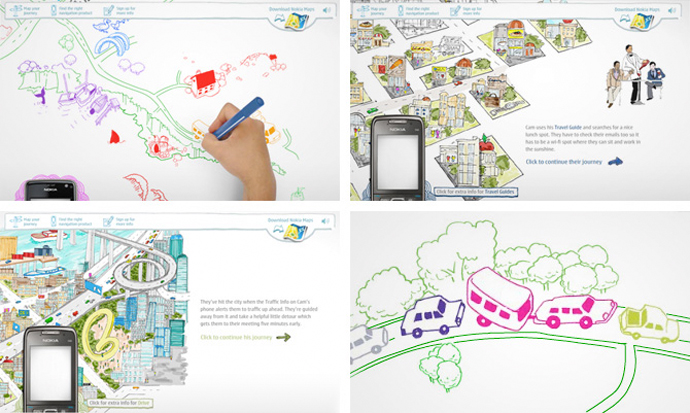 Map your
journey
Find the right
navigation product
Sign up for
more info
Download Nokia Maps
NOKIA
Map your
journey
Find the right
navigation product
Sign up for
more info
Download Nokia Maps
NOKIA
Cam uses his Travel Guide and searches for a nice
lunch spot. They have to check their emails too so it
has to be a wi-fi spot where they can sit and work in
the sunshine.
Click to continue their journey
Click for extra info for Travel Guides
Map your
journey
Find the right
navigation product
Sign up for
more info
Download Nokia Maps
NOKIA
They've hit the city when the Traffic Info on Cam's
phone alerts them to traffic up ahead. They're guided
away from it and take a helpful little detour which
gets them to their meeting five minutes early.
Click to continue his journey
Click for extra info for Drive